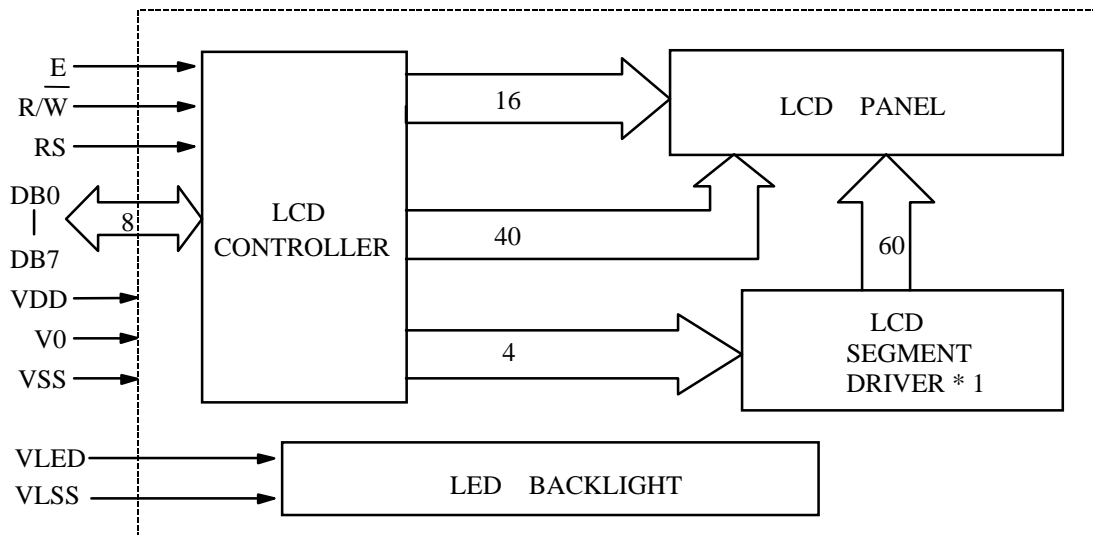 E
R/W̅
RS
DB0
DB7
VDD
V0
VSS
VLED
VLSS
8
LCD
CONTROLLER
16
40
4
LCD PANEL
60
LCD
SEGMENT
DRIVER * 1
LED BACKLIGHT